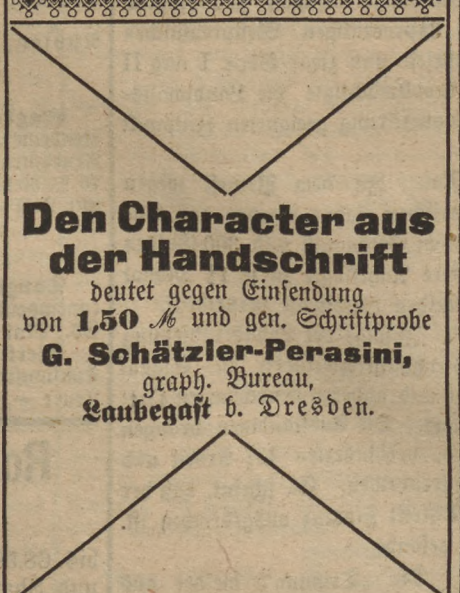 Den Character aus
der Handschrift
deutet gegen Einsendung
von 1,50 ℳ und gen. Schriftprobe
G. Schätzler-Perasini,
graph. Bureau,
Laubegast b. Dresden.